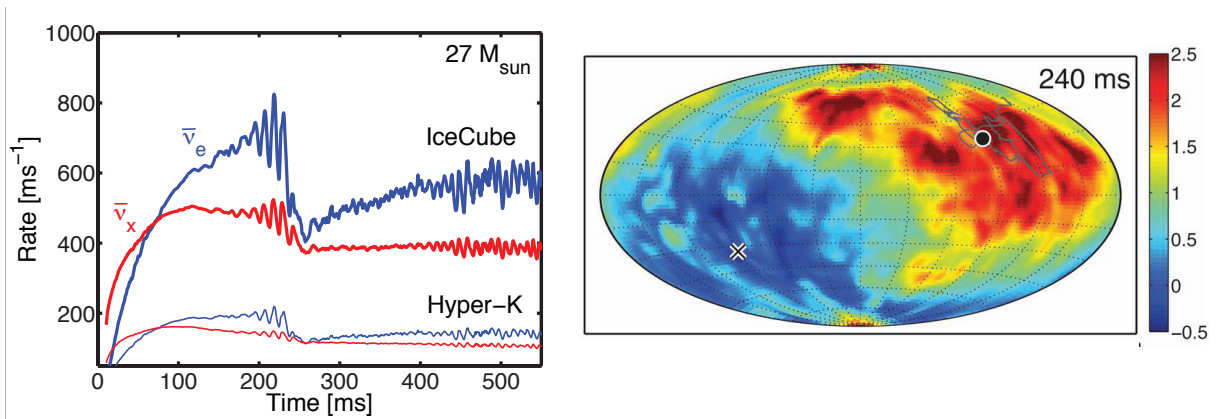 1000
800
600
400
200
0
100
200
300
400
500
Rate [ms⁻¹]
Time [ms]
27 M_sun
ν̅_e
IceCube
ν̅_x
Hyper-K
240 ms
2.5
2
1.5
1
0.5
0
-0.5